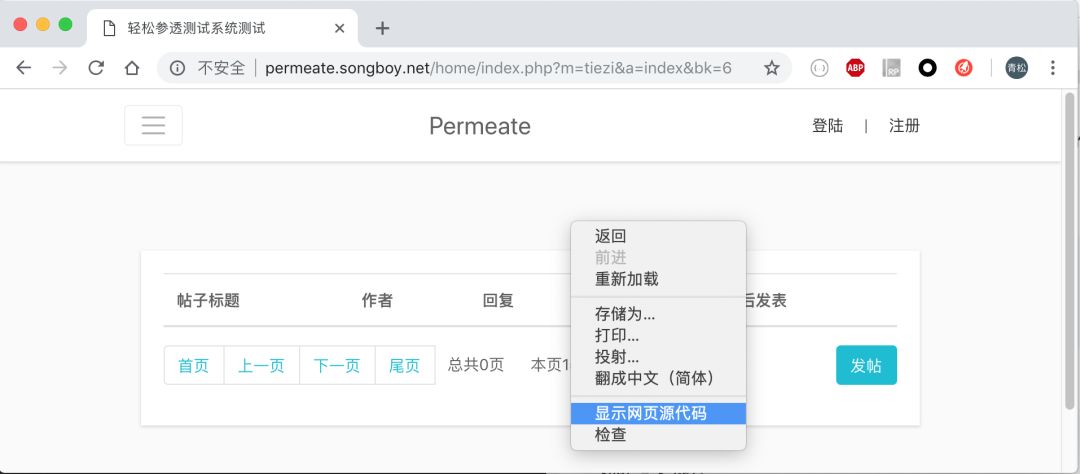 轻松参透测试系统测试
不安全 | permeate.songboy.net/home/index.php?m=tiezi&a=index&bk=6
ABP
RP
青松
Permeate
登陆 | 注册
返回
前进
重新加载
帖子标题 作者 回复 后发表
存储为...
打印...
投射...
翻成中文（简体）
首页 上一页 下一页 尾页 总共0页 本页1 发帖
显示网页源代码
检查